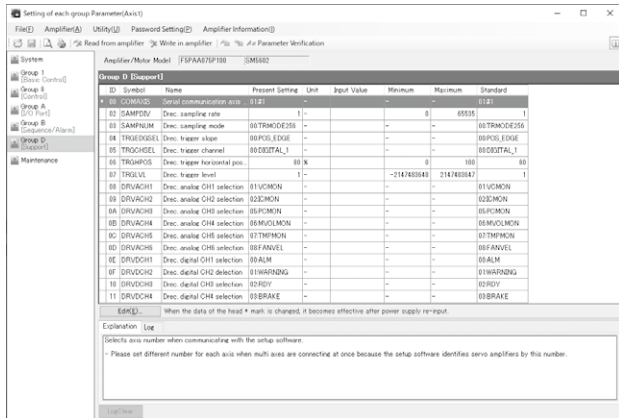 Setting of each group Parameter(Axis1)
File(F) Amplifier(A) Utility(U) Password Setting(P) Amplifier Information(I)
Read from amplifier Write in amplifier Parameter Verification
System
Group 1
[Basic Control]
Group 8
[Control]
Group A
[I/O Port]
Group B
[Sequence/Alarm]
Group D
[Support]
Maintenance
Amplifier/Motor Model SM5602
Group D [Support]
ID Symbol Name Present Setting Unit Input Value Minimum Maximum Standard
* 00 COMAXIS Serial communication axis .. 01:#1 - - - 01:#1
02 SAMPDIV Drec. sampling rate 1 - 0 65535 1
03 SAMPNUM Drec. sampling mode 00:TRMODE256 - - - 00:TRMODE256
04 TRGEDGSEL Drec. trigger slope 00:POS_EDGE - - - 00:POS_EDGE
05 TRGCHSEL Drec. trigger channel 80:DIGITAL_1 - - - 80:DIGITAL_1
06 TRGHPOS Drec. trigger horizontal pos.. 80 % 0 100 80
07 TRGLVL Drec. trigger level 1 - -2147483648 2147483647 1
08 DRVACH1 Drec. analog CH1 selection 01:VCMON - - - 01:VCMON
09 DRVACH2 Drec. analog CH2 selection 02:ICMON - - - 02:ICMON
0A DRVACH3 Drec. analog CH3 selection 05:PCMON - - - 05:PCMON
0B DRVACH4 Drec. analog CH4 selection 06:MVOLMON - - - 06:MVOLMON
0C DRVACH5 Drec. analog CH5 selection 07:TMPMON - - - 07:TMPMON
0D DRVACH6 Drec. analog CH6 selection 08:FANVEL - - - 08:FANVEL
0E DRVDCH1 Drec. digital CH1 selection 00:ALM - - - 00:ALM
0F DRVDCH2 Drec. digital CH2 delection 01:WARNING - - - 01:WARNING
10 DRVDCH3 Drec. digital CH3 selection 02:RDY - - - 02:RDY
11 DRVDCH4 Drec. digital CH4 selection 03:BRAKE - - - 03:BRAKE
Edit(E)... When the data of the head * mark is changed, it becomes effective after power supply re-input.
Explanation Log
Selects axis number when communicating with the setup software.
- Please set different number for each axis when multi axes are connecting at once because the setup software identifies servo amplifiers by this number.
LogClear